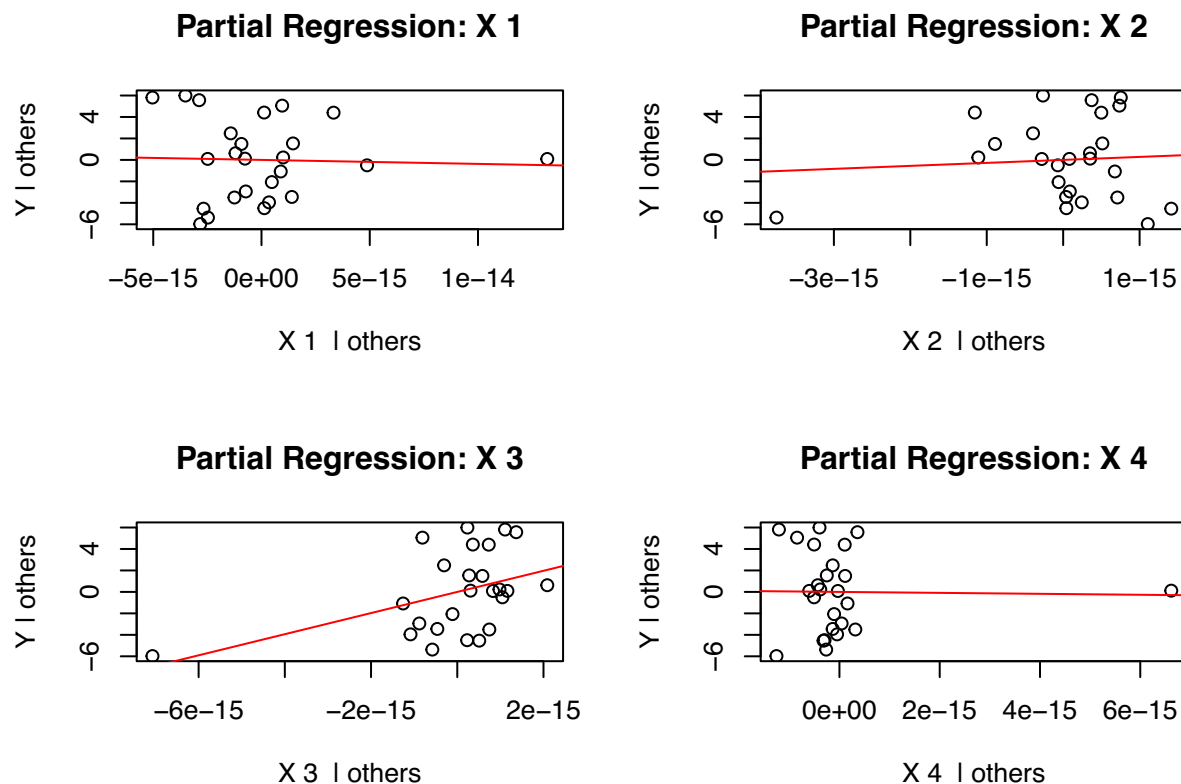 Partial Regression: X 1
Y | others
4
0
−6
−5e−15 0e+00 5e−15 1e−14
X 1 | others
Partial Regression: X 2
Y | others
4
0
−6
−3e−15 −1e−15 1e−15
X 2 | others
Partial Regression: X 3
Y | others
4
0
−6
−6e−15 −2e−15 2e−15
X 3 | others
Partial Regression: X 4
Y | others
4
0
−6
0e+00 2e−15 4e−15 6e−15
X 4 | others